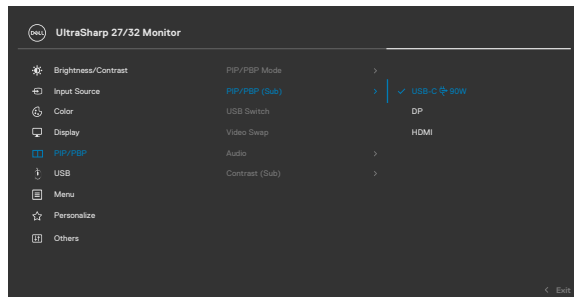 DELL UltraSharp 27/32 Monitor
Brightness/Contrast PIP/PBP Mode
Input Source PIP/PBP (Sub) USB-C 90W
Color USB Switch DP
Display Video Swap HDMI
PIP/PBP Audio
USB Contrast (Sub)
Menu
Personalize
Others
Exit